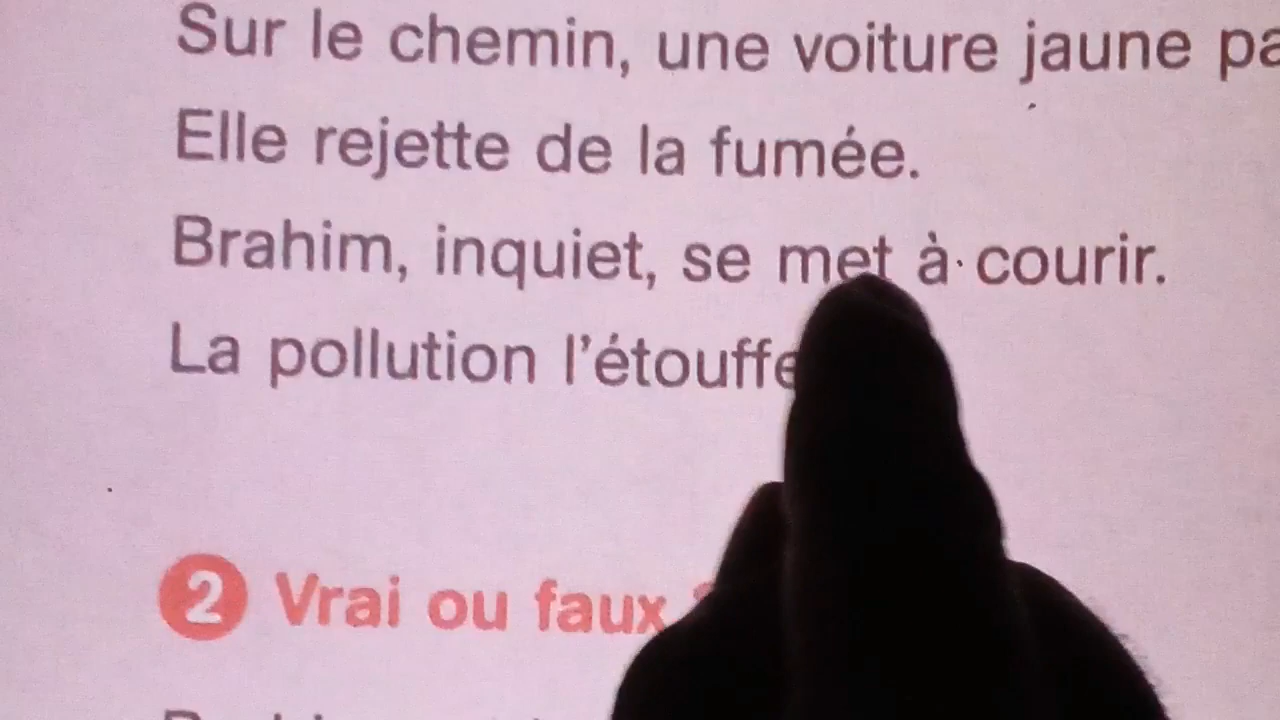 Sur le chemin, une voiture jaune
Elle rejette de la fumée.
Brahim, inquiet, se met à courir.
La pollution l'étouffe
2 Vrai ou faux